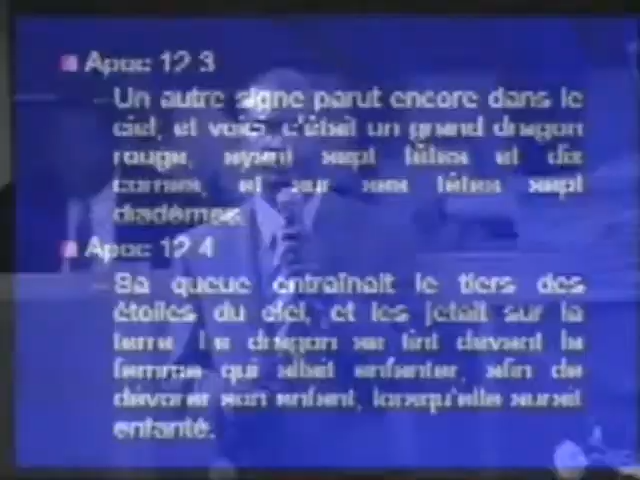 Apoc 12 3
– Un autre signe parut encore dans le
ciel, et voici, c'était un grand dragon
rouge, ayant sept têtes et dix
cornes, et sur ses têtes sept
diadèmes.
Apoc 12 4
– Sa queue entraînait le tiers des
étoiles du ciel, et les jetait sur la
terre. Le dragon se tint devant la
femme qui allait enfanter, afin de
dévorer son enfant, lorsqu'elle aurait
enfanté.